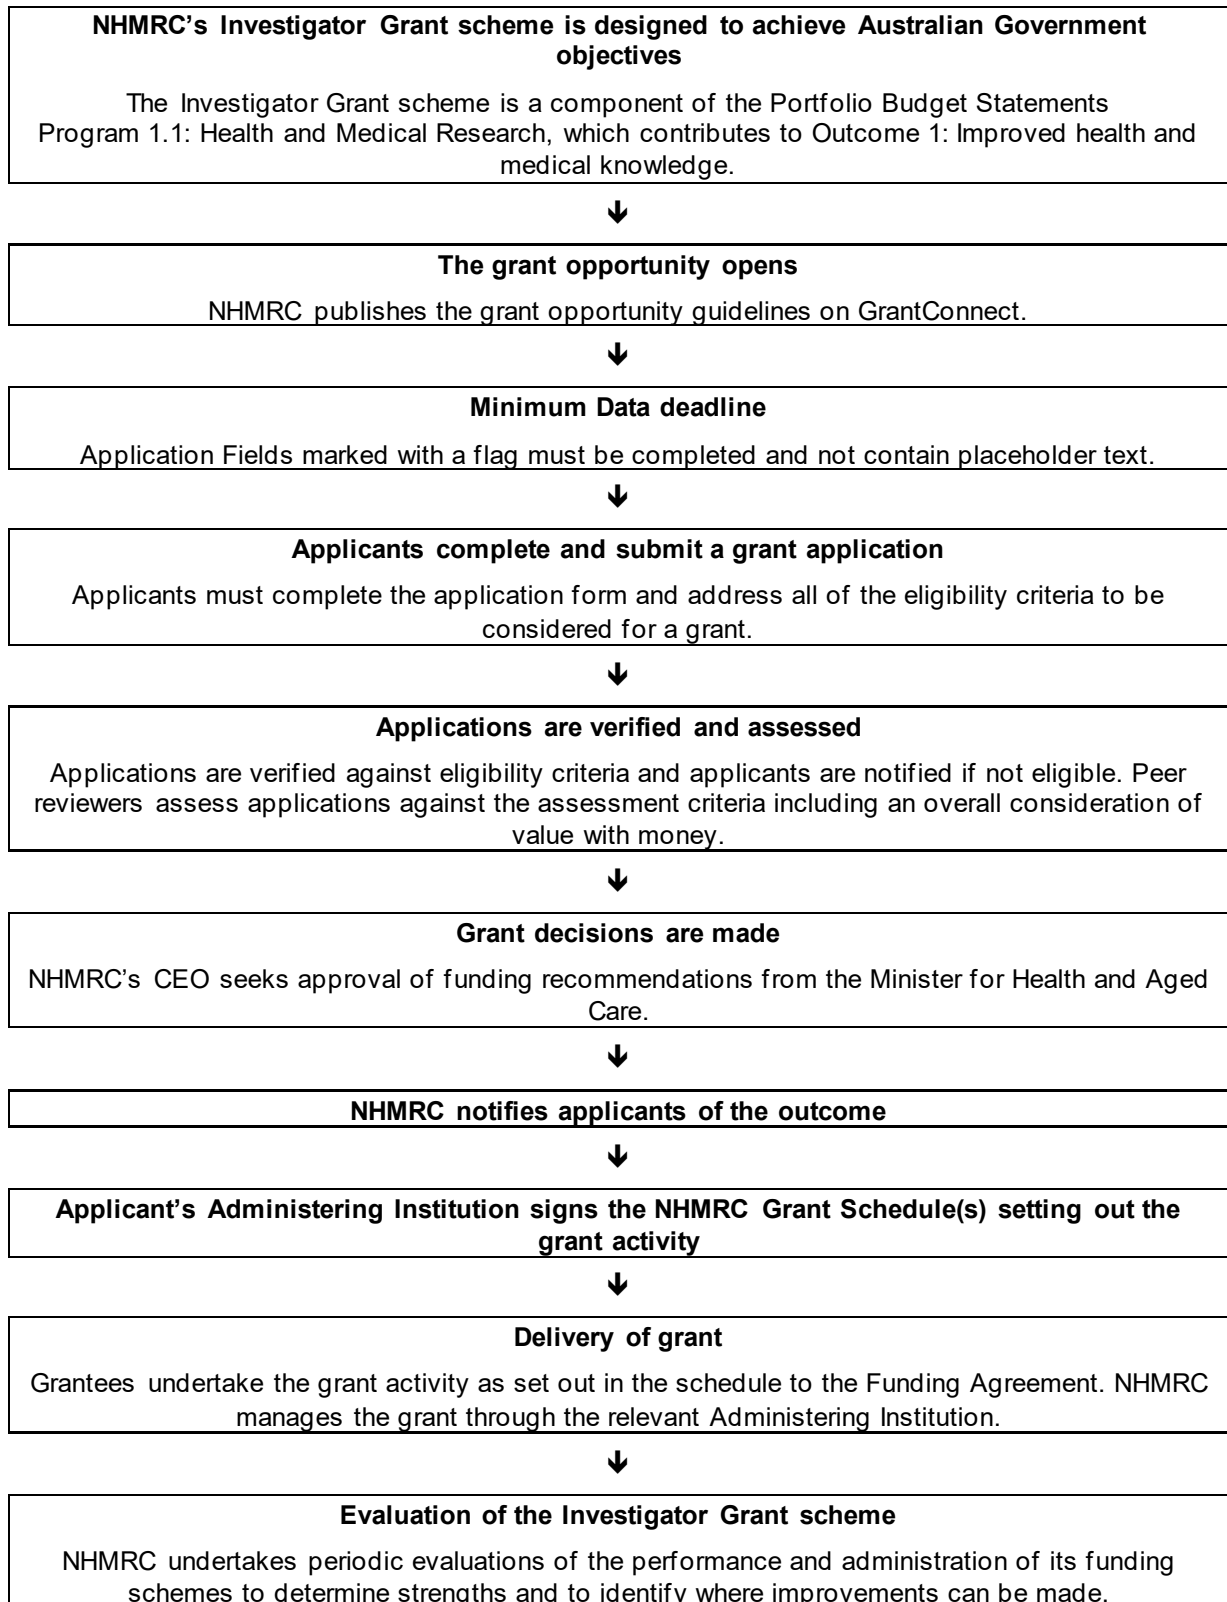 NHMRC’s Investigator Grant scheme is designed to achieve Australian Government
objectives
The Investigator Grant scheme is a component of the Portfolio Budget Statements
Program 1.1: Health and Medical Research, which contributes to Outcome 1: Improved health and
medical knowledge.
The grant opportunity opens
NHMRC publishes the grant opportunity guidelines on GrantConnect.
Minimum Data deadline
Application Fields marked with a flag must be completed and not contain placeholder text.
Applicants complete and submit a grant application
Applicants must complete the application form and address all of the eligibility criteria to be
considered for a grant.
Applications are verified and assessed
Applications are verified against eligibility criteria and applicants are notified if not eligible. Peer
reviewers assess applications against the assessment criteria including an overall consideration of
value with money.
Grant decisions are made
NHMRC’s CEO seeks approval of funding recommendations from the Minister for Health and Aged
Care.
NHMRC notifies applicants of the outcome
Applicant’s Administering Institution signs the NHMRC Grant Schedule(s) setting out the
grant activity
Delivery of grant
Grantees undertake the grant activity as set out in the schedule to the Funding Agreement. NHMRC
manages the grant through the relevant Administering Institution.
Evaluation of the Investigator Grant scheme
NHMRC undertakes periodic evaluations of the performance and administration of its funding
schemes to determine strengths and to identify where improvements can be made.